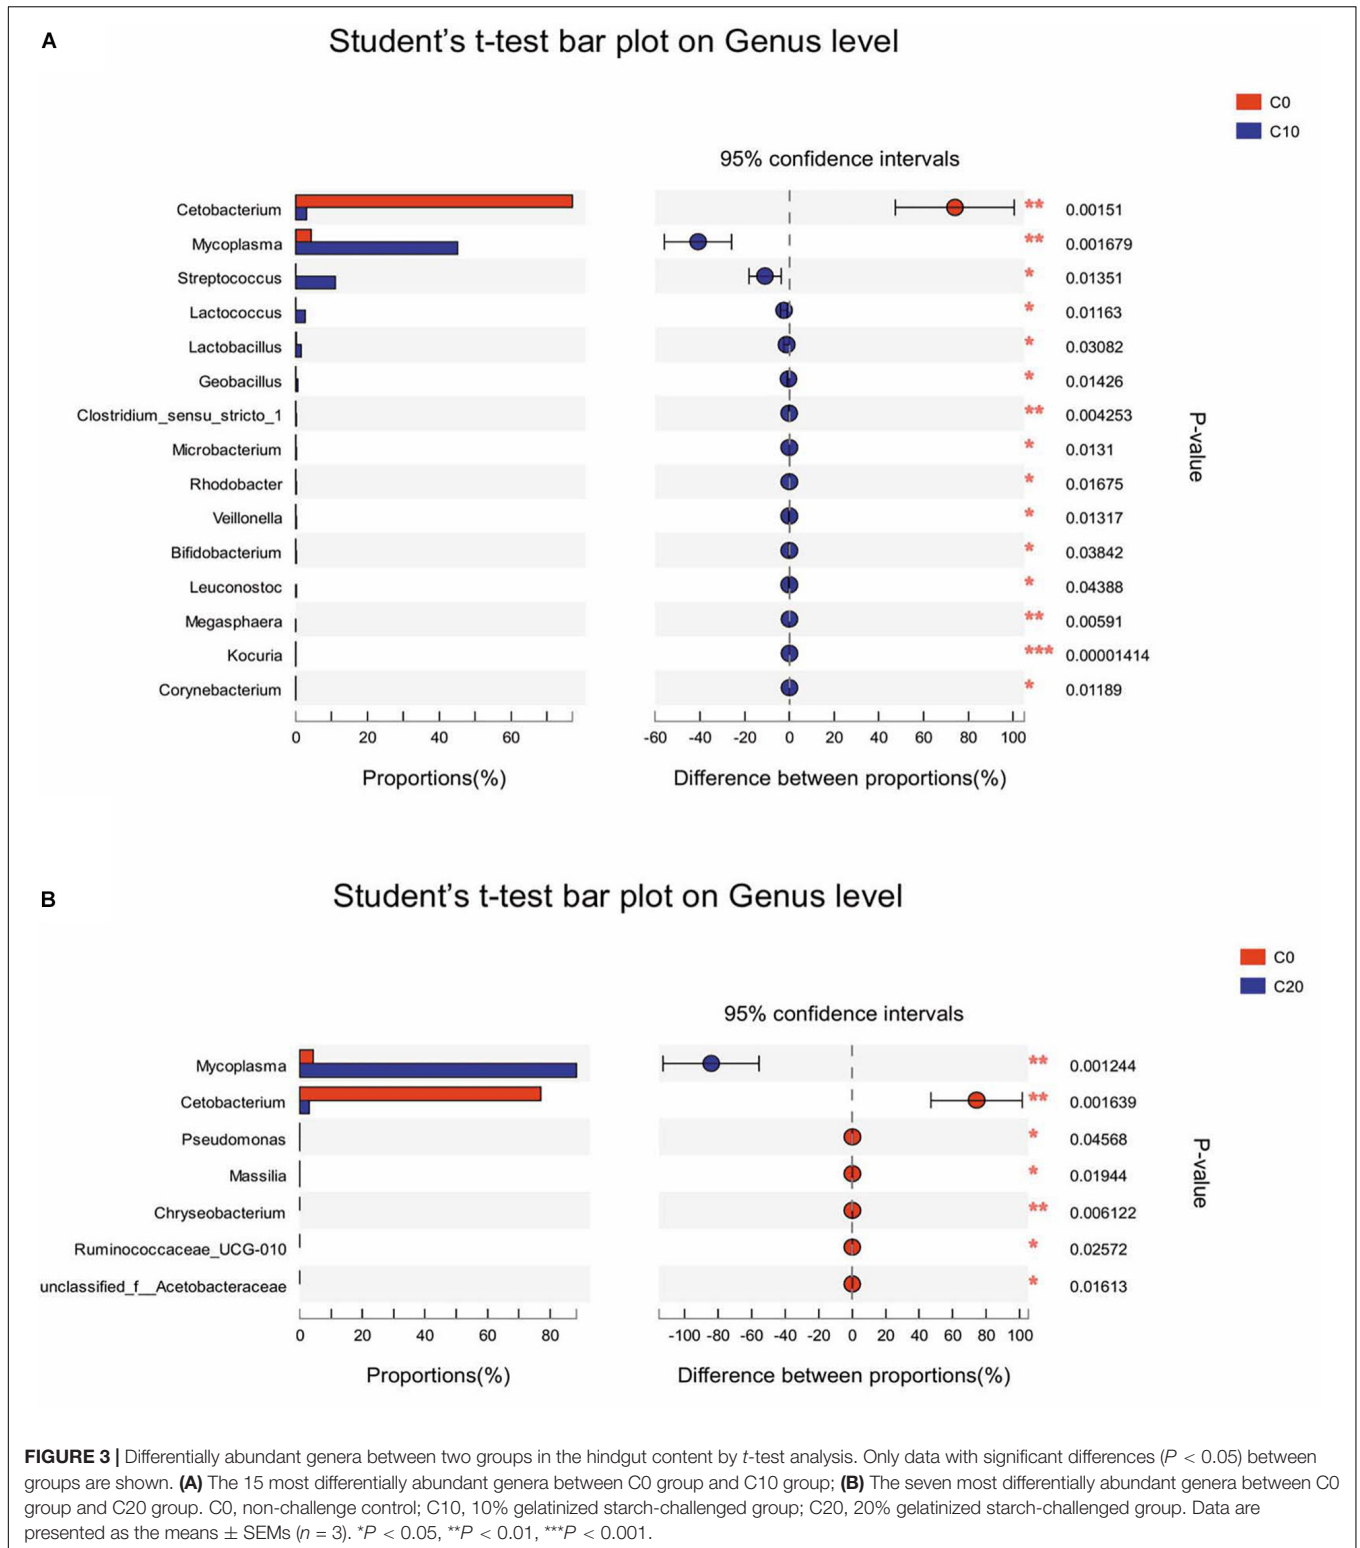 A
Student's t-test bar plot on Genus level
C0
C10
95% confidence intervals
Cetobacterium ** 0.00151
Mycoplasma ** 0.001679
Streptococcus * 0.01351
Lactococcus * 0.01163
Lactobacillus * 0.03082
Geobacillus * 0.01426
Clostridium_sensu_stricto_1 ** 0.004253
Microbacterium * 0.0131
Rhodobacter * 0.01675
Veillonella * 0.01317
Bifidobacterium * 0.03842
Leuconostoc * 0.04388
Megasphaera ** 0.00591
Kocuria *** 0.00001414
Corynebacterium * 0.01189
P-value
0 20 40 60 -60 -40 -20 0 20 40 60 80 100
Proportions(%) Difference between proportions(%)
B
Student's t-test bar plot on Genus level
C0
C20
95% confidence intervals
Mycoplasma ** 0.001244
Cetobacterium ** 0.001639
Pseudomonas * 0.04568
Massilia * 0.01944
Chryseobacterium ** 0.006122
Ruminococcaceae_UCG-010 * 0.02572
unclassified_f__Acetobacteraceae * 0.01613
P-value
0 20 40 60 80 -100 -80 -60 -40 -20 0 20 40 60 80 100
Proportions(%) Difference between proportions(%)
FIGURE 3 | Differentially abundant genera between two groups in the hindgut content by t-test analysis. Only data with significant differences (P < 0.05) between
groups are shown. (A) The 15 most differentially abundant genera between C0 group and C10 group; (B) The seven most differentially abundant genera between C0
group and C20 group. C0, non-challenge control; C10, 10% gelatinized starch-challenged group; C20, 20% gelatinized starch-challenged group. Data are
presented as the means ± SEMs (n = 3). *P < 0.05, **P < 0.01, ***P < 0.001.